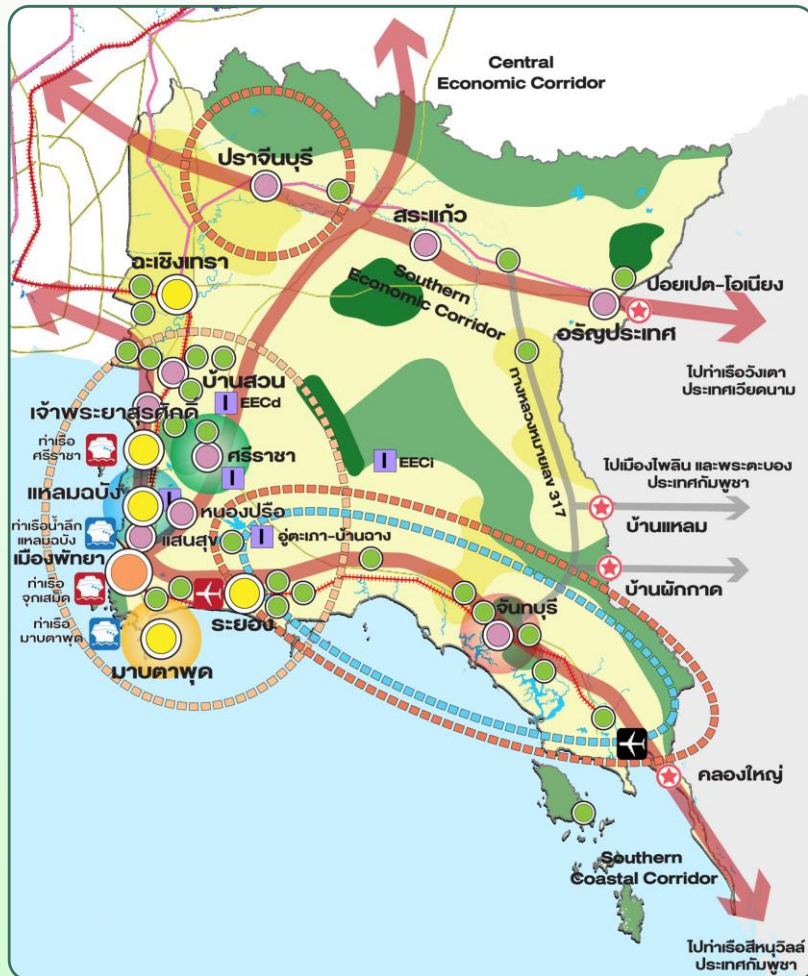 Central
Economic Corridor
ปราจีนบุรี
สระแก้ว
ฉะเชิงเทรา
Southern
Economic Corridor
ปอยเปต-โอเนียง
อรัญประเทศ
ไปท่าเรือวังเตา
ประเทศเวียดนาม
ทางหลวงหมายเลข 317
บ้านสวน
I EECd
เจ้าพระยาสุรศักดิ์
ท่าเรือ
ศรีราชา
ศรีราชา
I
I EECi
ไปเมืองไพลิน และพระตะบอง
ประเทศกัมพูชา
แหลมฉบัง
I
หนองปรือ
บ้านแหลม
ท่าเรือน้ำลึก
แหลมฉบัง
แสนสุข
I อู่ตะเภา-บ้านฉาง
เมืองพัทยา
บ้านผักกาด
ท่าเรือ
จุกเสม็ด
ระยอง
จันทบุรี
ท่าเรือ
มาบตาพุด
มาบตาพุด
คลองใหญ่
Southern
Coastal Corridor
ไปท่าเรือสีหนุวิลล์
ประเทศกัมพูชา